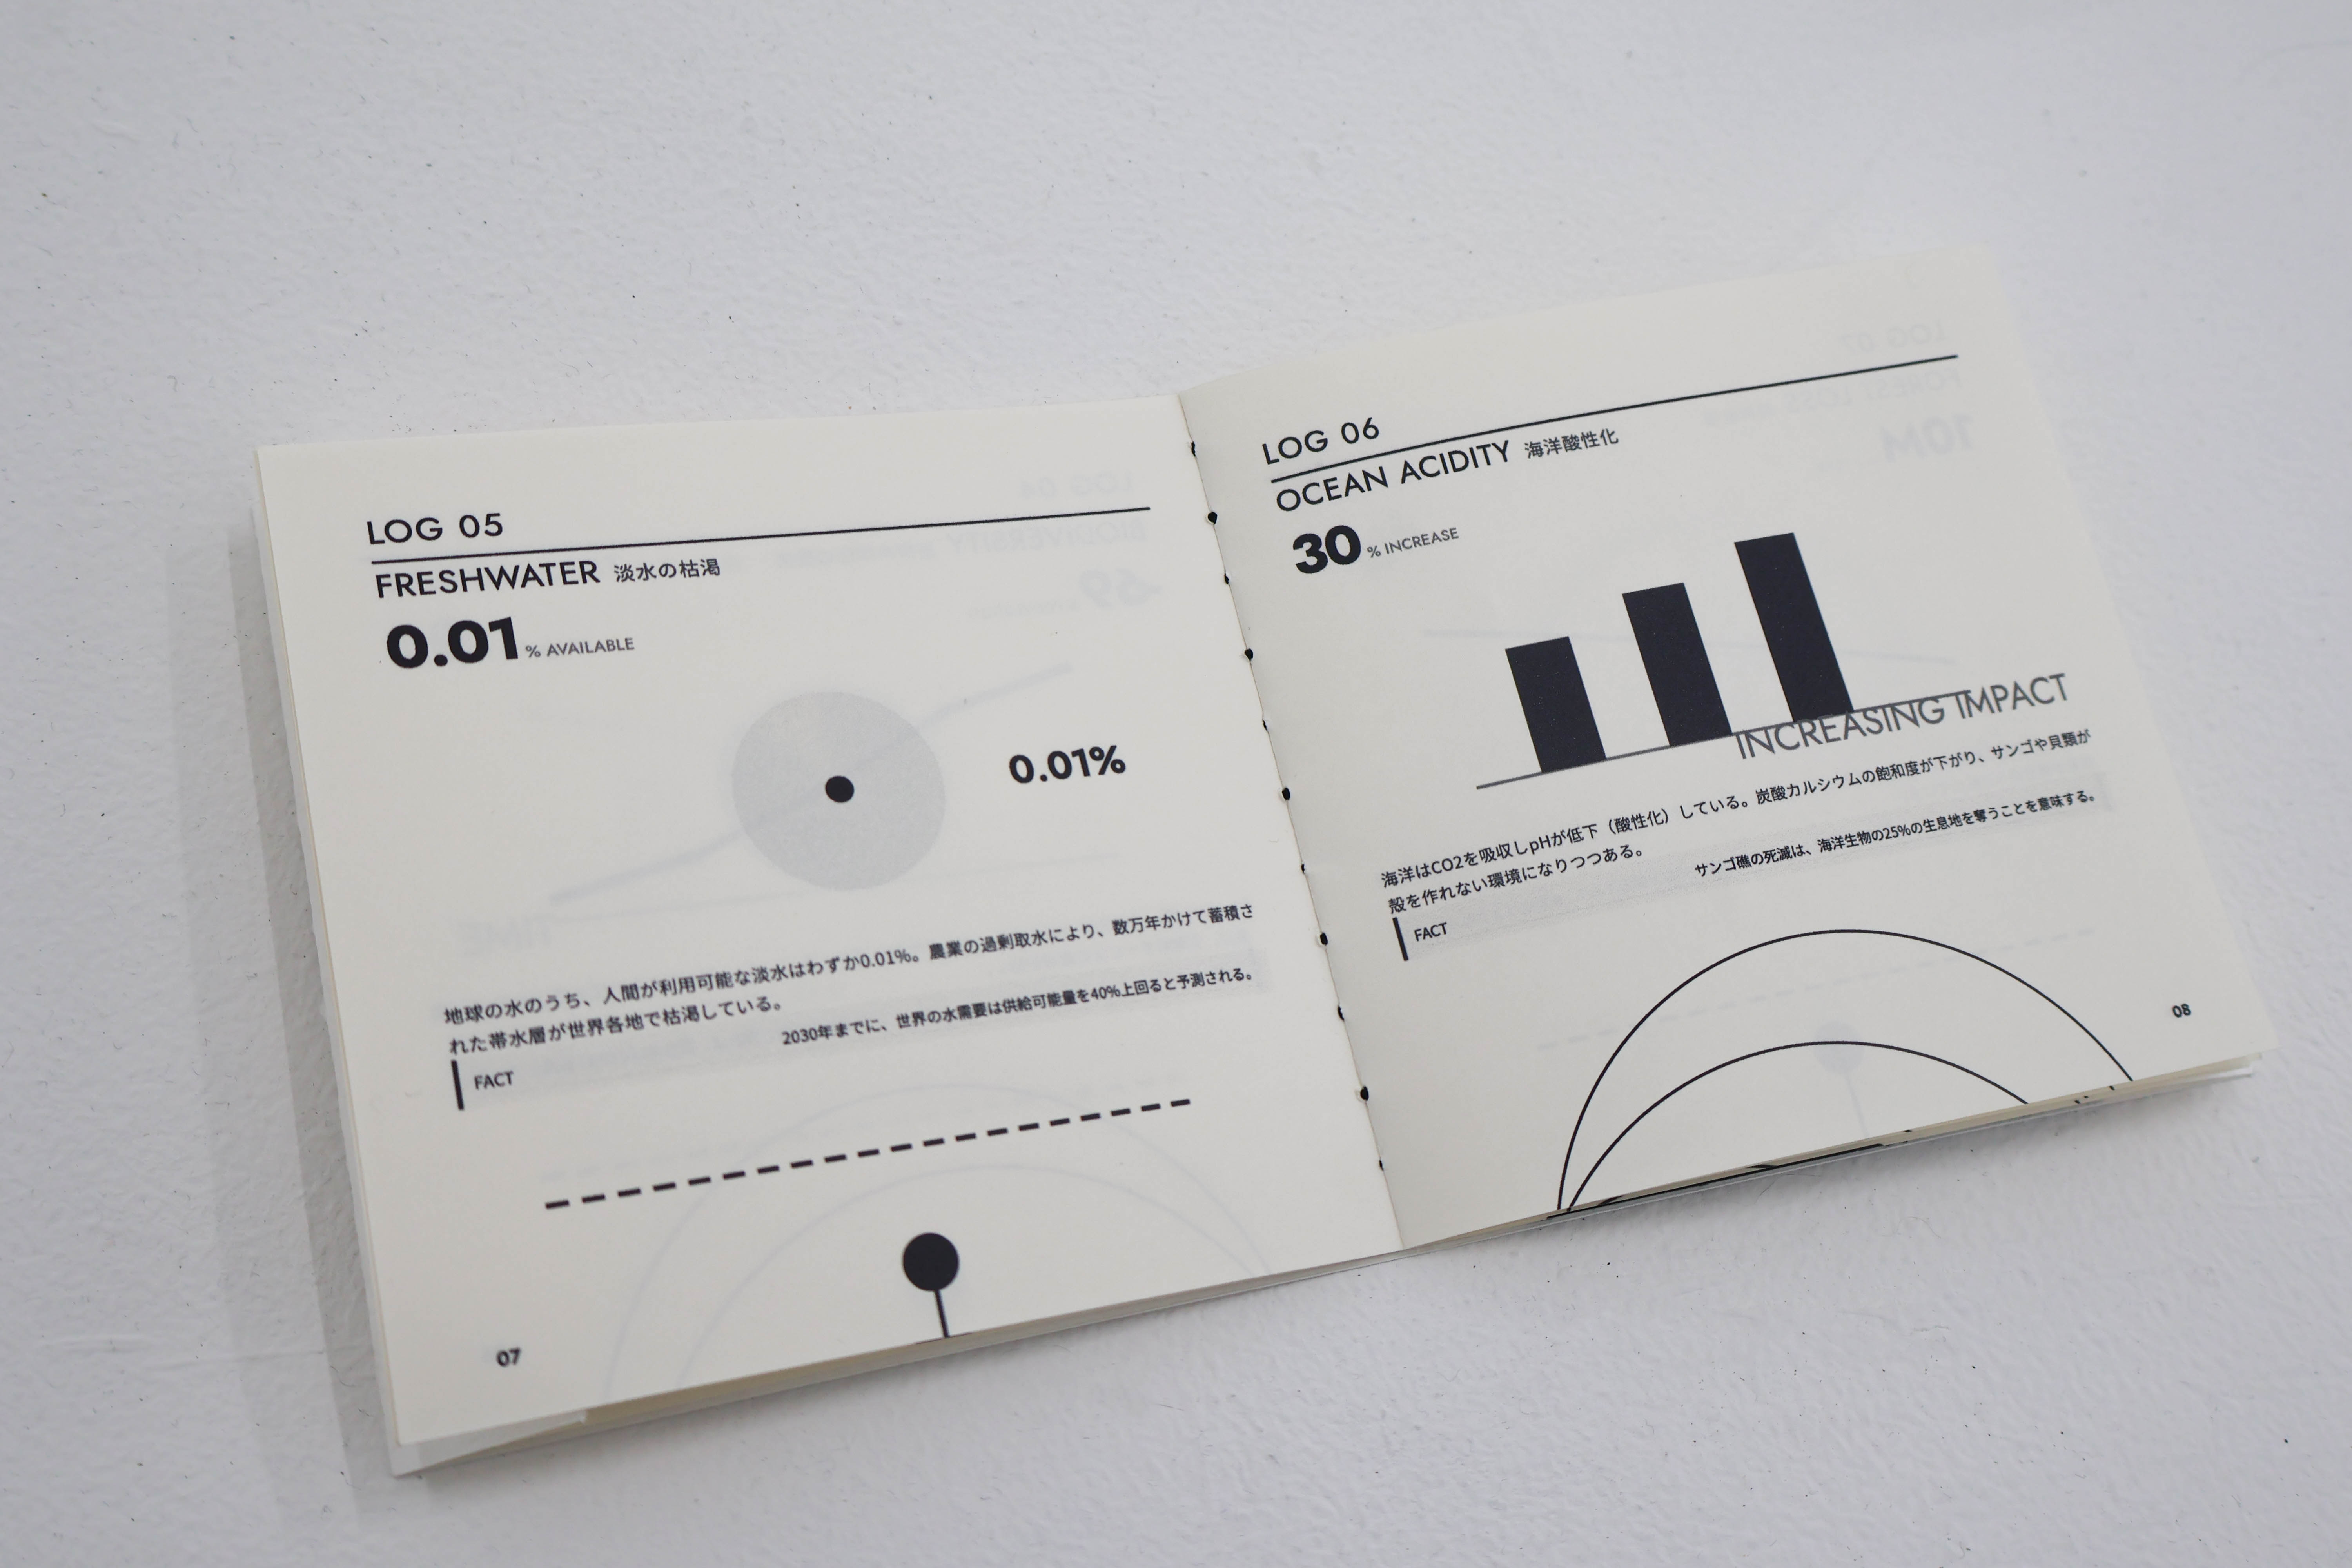 LOG 05
FRESHWATER 淡水の枯渇
0.01 % AVAILABLE
0.01%
地球の水のうち、人間が利用可能な淡水はわずか0.01%。農業の過剰取水により、数万年かけて蓄積さ
れた帯水層が世界各地で枯渇している。
2030年までに、世界の水需要は供給可能量を40%上回ると予測される。
FACT
07
LOG 06
OCEAN ACIDITY 海洋酸性化
30 % INCREASE
INCREASING IMPACT
海洋はCO2を吸収しpHが低下（酸性化）している。炭酸カルシウムの飽和度が下がり、サンゴや貝類が
殻を作れない環境になりつつある。
サンゴ礁の死滅は、海洋生物の25%の生息地を奪うことを意味する。
FACT
08